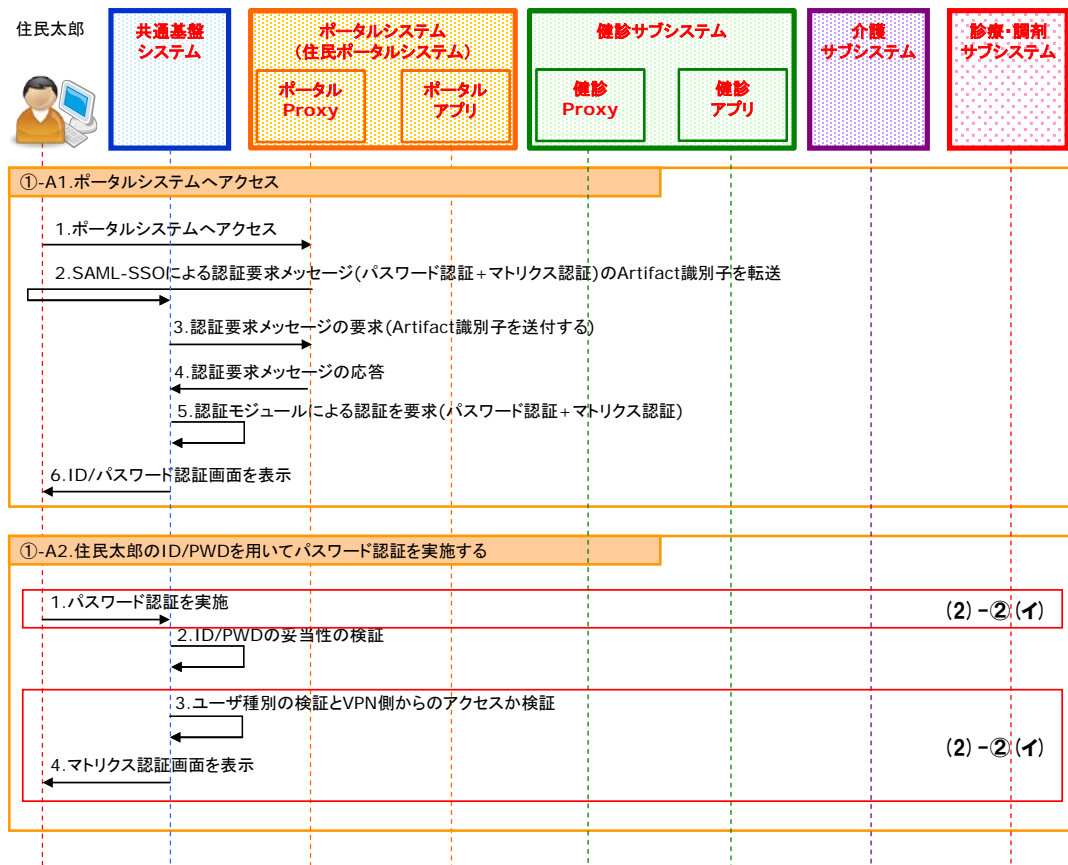 住民太郎
共通基盤
システム
ポータルシステム
(住民ポータルシステム)
ポータル
Proxy
ポータル
アプリ
健診サブシステム
健診
Proxy
健診
アプリ
介護
サブシステム
診療・調剤
サブシステム
①-A1.ポータルシステムへアクセス
1.ポータルシステムへアクセス
2.SAML-SSOによる認証要求メッセージ(パスワード認証+マトリクス認証)のArtifact識別子を転送
3.認証要求メッセージの要求(Artifact識別子を送付する)
4.認証要求メッセージの応答
5.認証モジュールによる認証を要求(パスワード認証+マトリクス認証)
6.ID/パスワード認証画面を表示
①-A2.住民太郎のID/PWDを用いてパスワード認証を実施する
1.パスワード認証を実施
(2)-②(イ)
2.ID/PWDの妥当性の検証
3.ユーザ種別の検証とVPN側からのアクセスか検証
(2)-②(イ)
4.マトリクス認証画面を表示